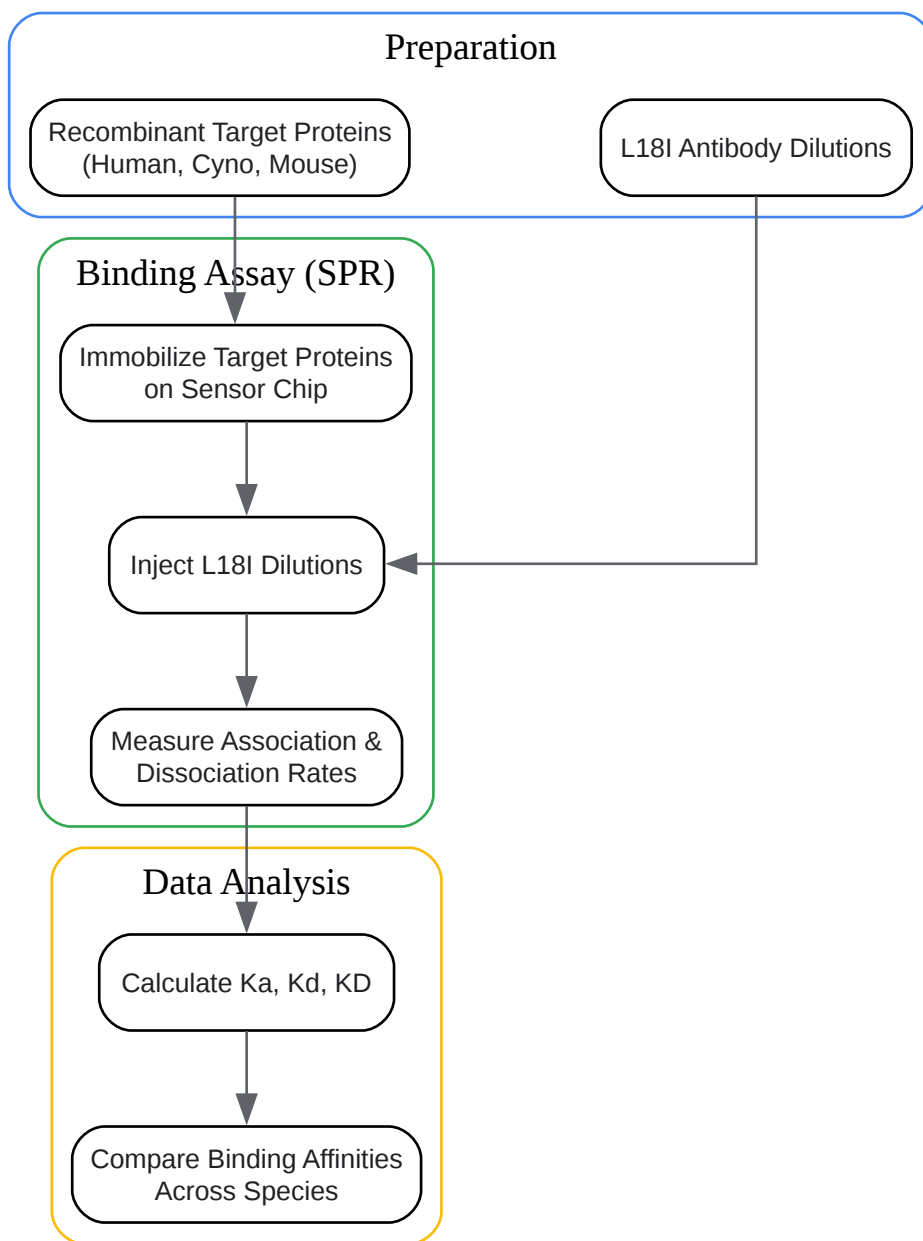 Preparation
Recombinant Target Proteins
(Human, Cyno, Mouse)
L18I Antibody Dilutions
Binding Assay (SPR)
Immobilize Target Proteins
on Sensor Chip
Inject L18I Dilutions
Measure Association &
Dissociation Rates
Data Analysis
Calculate Ka, Kd, KD
Compare Binding Affinities
Across Species